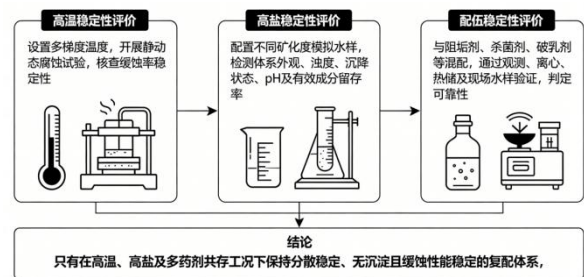 高温稳定性评价
设置多梯度温度，开展静动
态腐蚀试验，核查缓蚀率稳
定性
高盐稳定性评价
配置不同矿化度模拟水样，
检测体系外观、浊度、沉降
状态、pH及有效成分留存
率
配伍稳定性评价
与阻垢剂、杀菌剂、破乳剂
等混配，通过观测、离心、
热储及现场水样验证，判定
可靠性
结论
只有在高温、高盐及多药剂共存工况下保持分散稳定、无沉淀且缓蚀性能稳定的复配体系，